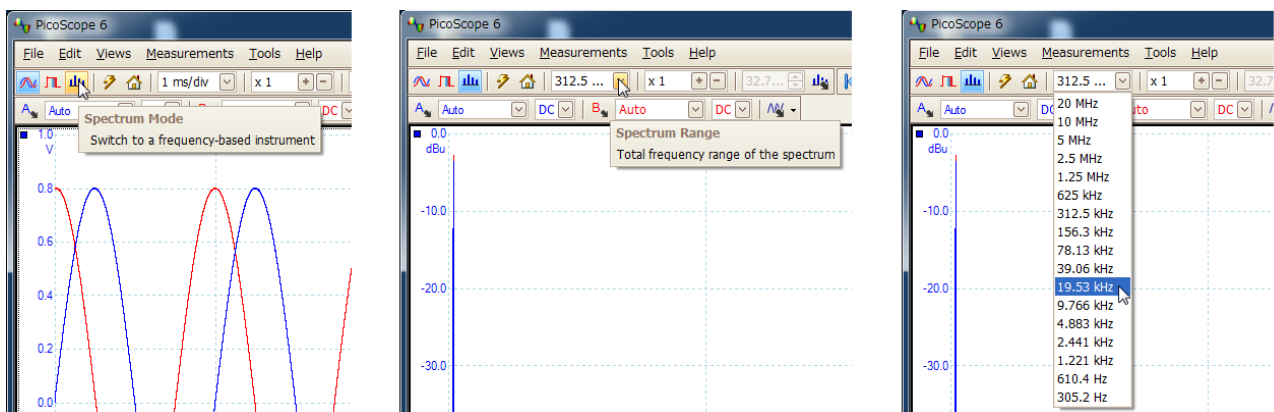 PicoScope 6
File Edit Views Measurements Tools Help
1 ms/div x 1
A Auto DC
Spectrum Mode
Switch to a frequency-based instrument
1.0
V
0.8
0.6
0.4
0.2
0.0
PicoScope 6
File Edit Views Measurements Tools Help
312.5 ... x 1 32.7...
A Auto DC B Auto DC
Spectrum Range
Total frequency range of the spectrum
0.0
dBu
-10.0
-20.0
-30.0
PicoScope 6
File Edit Views Measurements Tools Help
312.5 ... x 1 32.7
A Auto DC uto DC
20 MHz
10 MHz
5 MHz
2.5 MHz
1.25 MHz
625 kHz
312.5 kHz
156.3 kHz
78.13 kHz
39.06 kHz
19.53 kHz
9.766 kHz
4.883 kHz
2.441 kHz
1.221 kHz
610.4 Hz
305.2 Hz
0.0
dBu
-10.0
-20.0
-30.0